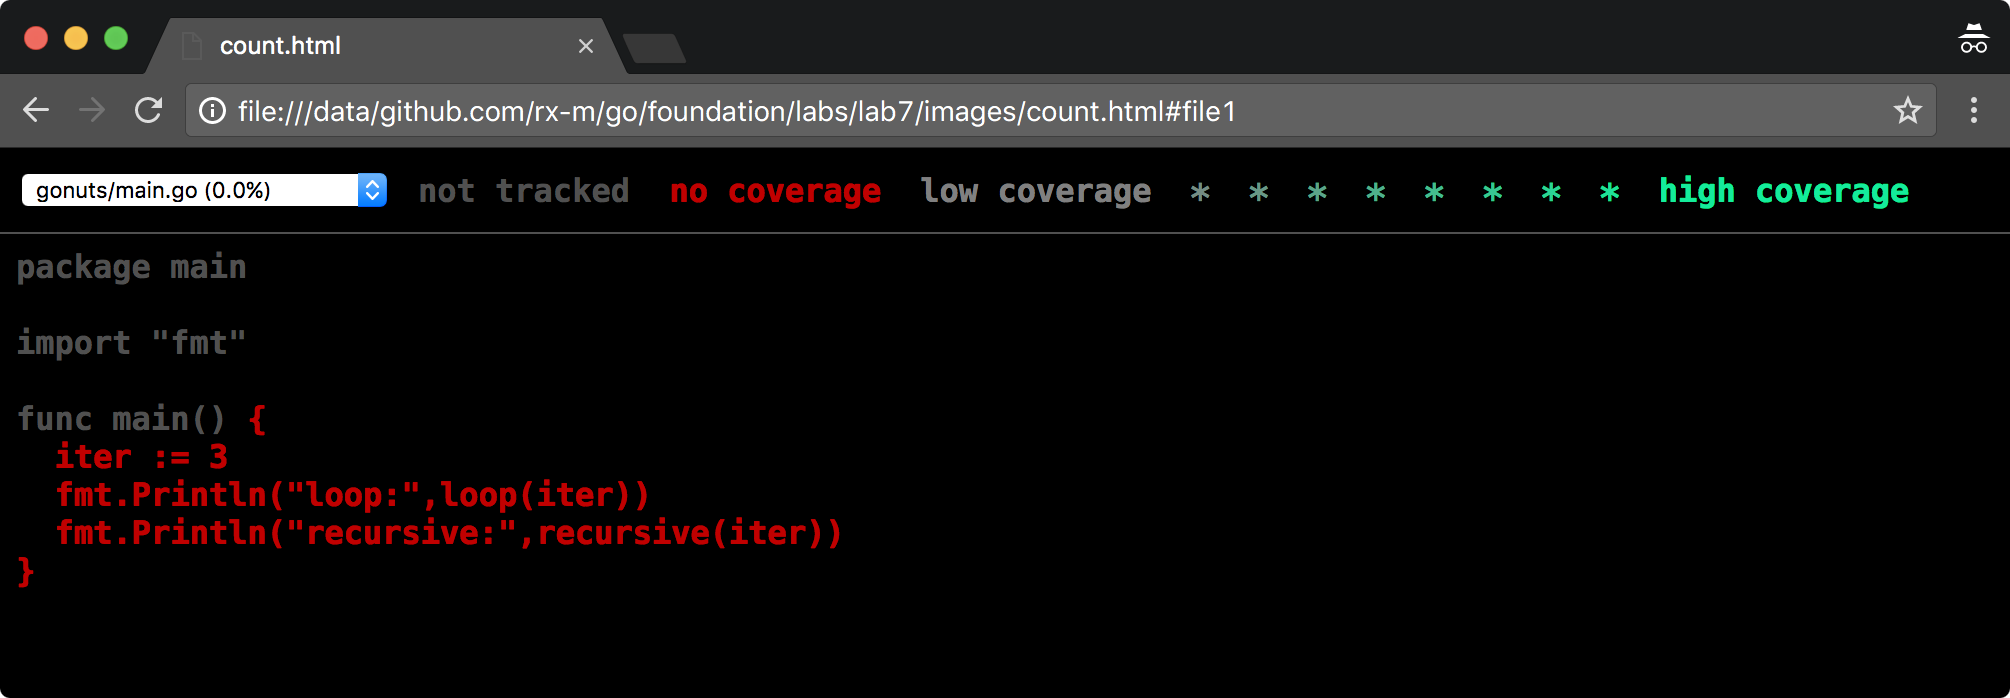 count.html
file:///data/github.com/rx-m/go/foundation/labs/lab7/images/count.html#file1
gonuts/main.go (0.0%) not tracked no coverage low coverage * * * * * * * * high coverage
package main
import "fmt"
func main() {
iter := 3
fmt.Println("loop:",loop(iter))
fmt.Println("recursive:",recursive(iter))
}